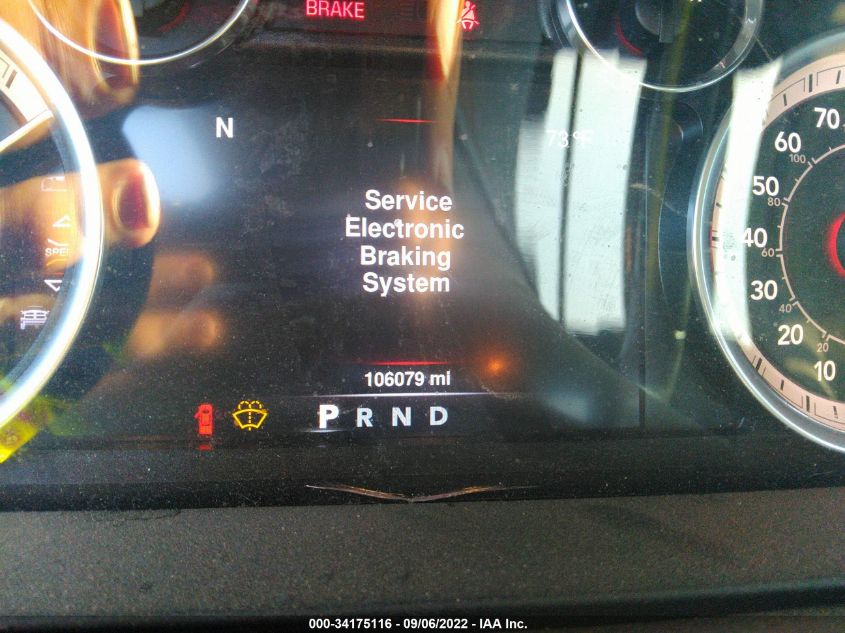 BRAKE
N
73°F
Service
Electronic
Braking
System
106079 mi
P R N D
70
60
100
50
80
40
60
30
40
20
20
10
000-34175116 - 09/06/2022 - IAA Inc.